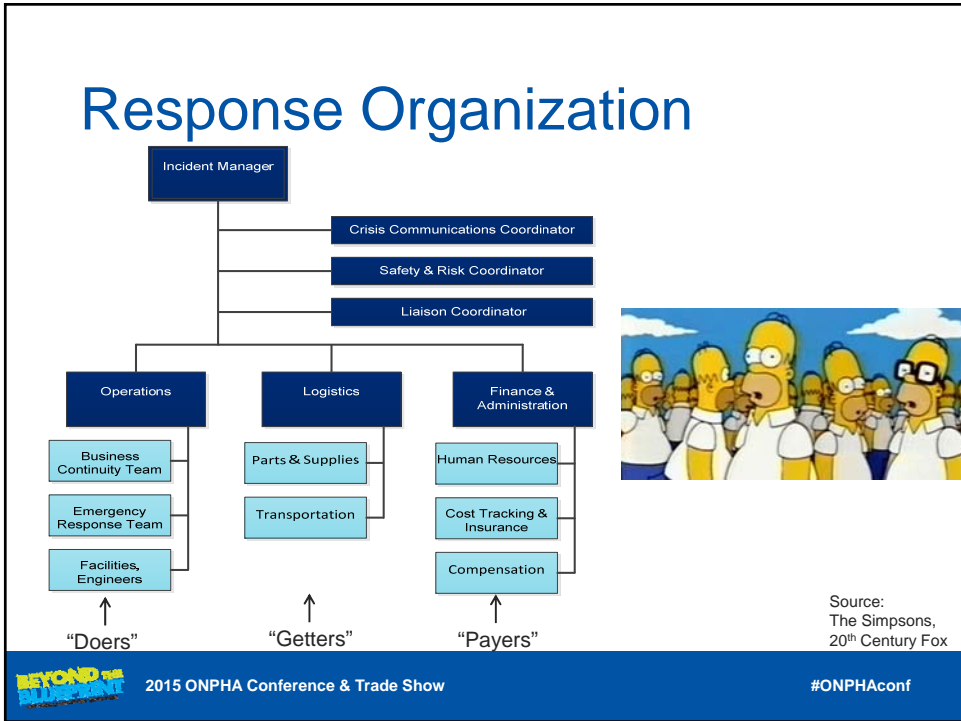 Response Organization
Incident Manager
Crisis Communications Coordinator
Safety & Risk Coordinator
Liaison Coordinator
Operations
Logistics
Finance &
Administration
Business
Continuity Team
Parts & Supplies
Human Resources
Emergency
Response Team
Transportation
Cost Tracking &
Insurance
Facilities,
Engineers
Compensation
“Doers”
“Getters”
“Payers”
Source:
The Simpsons,
20th Century Fox
BEYOND THE
BLUEPRINT
2015 ONPHA Conference & Trade Show
#ONPHAconf